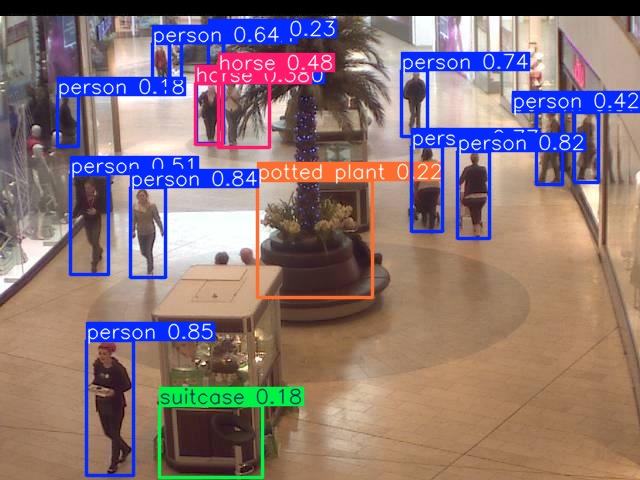 person 0.64
0.23
horse 0.48
horse 0.38
person 0.74
person 0.18
person 0.42
person 0.82
person 0.51
potted plant 0.22
person 0.84
person 0.85
suitcase 0.18